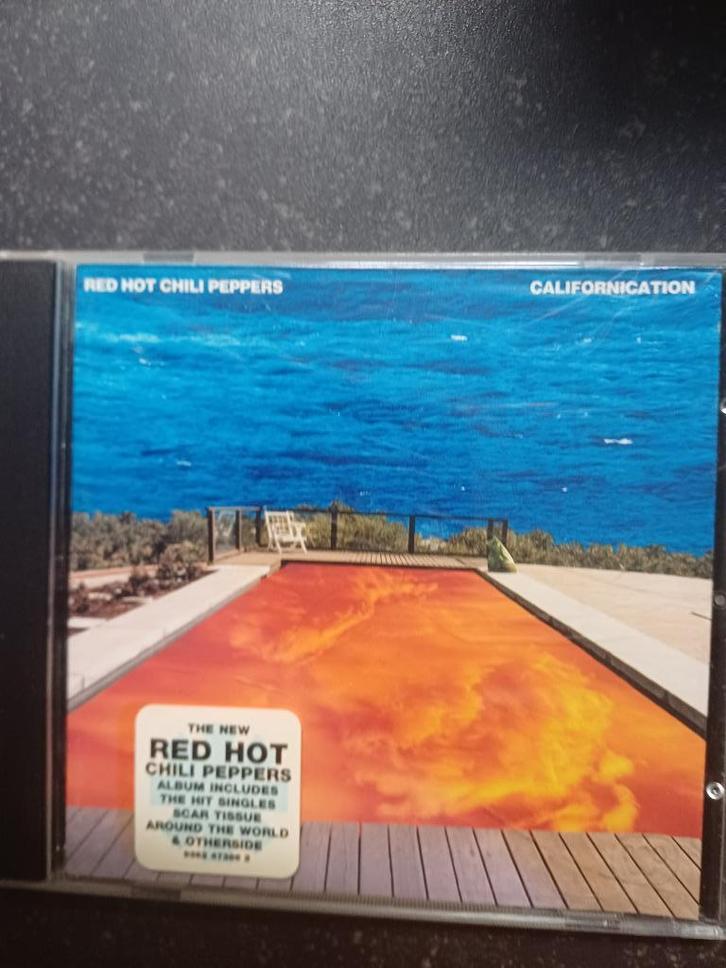 RED HOT CHILI PEPPERS
CALIFORNICATION
THE NEW
RED HOT
CHILI PEPPERS
ALBUM INCLUDES
THE HIT SINGLES
SCAR TISSUE
AROUND THE WORLD
& OTHERSIDE